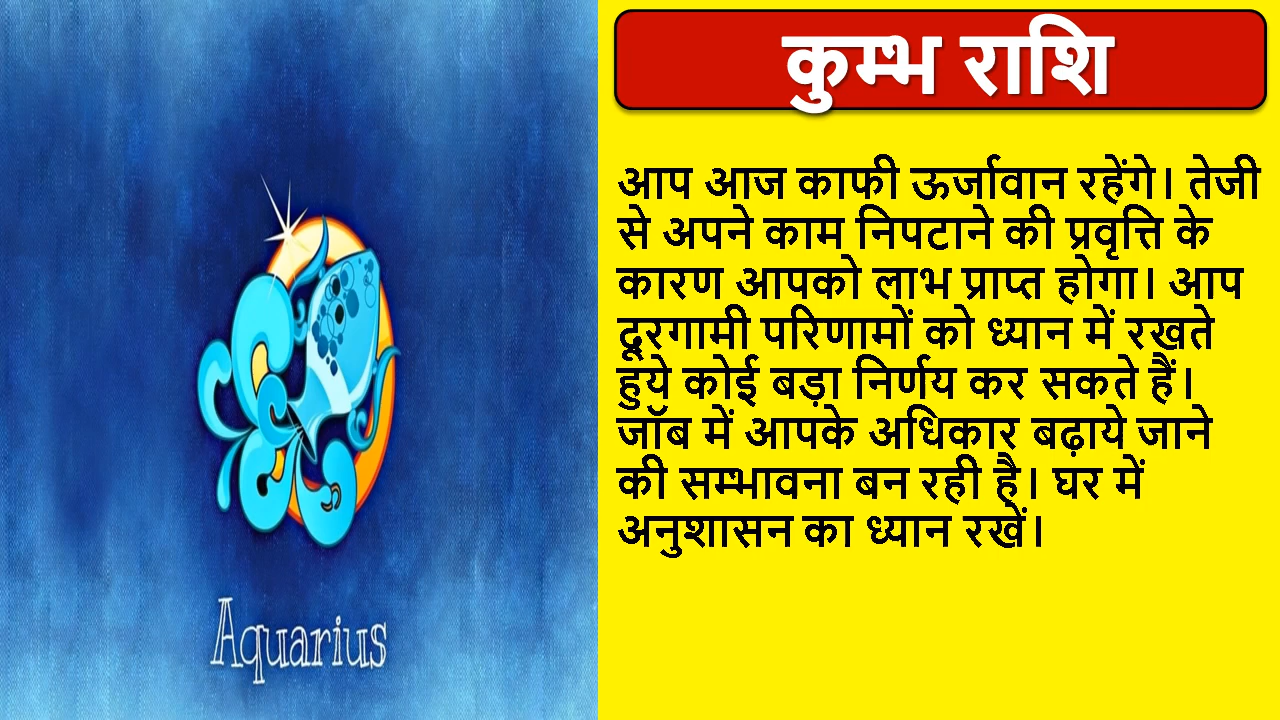 Aquarius
कुम्भ राशि
आप आज काफी ऊर्जावान रहेंगे। तेजी
से अपने काम निपटाने की प्रवृत्ति के
कारण आपको लाभ प्राप्त होगा। आप
दूरगामी परिणामों को ध्यान में रखते
हुये कोई बड़ा निर्णय कर सकते हैं।
जॉब में आपके अधिकार बढ़ाये जाने
की सम्भावना बन रही है। घर में
अनुशासन का ध्यान रखें।